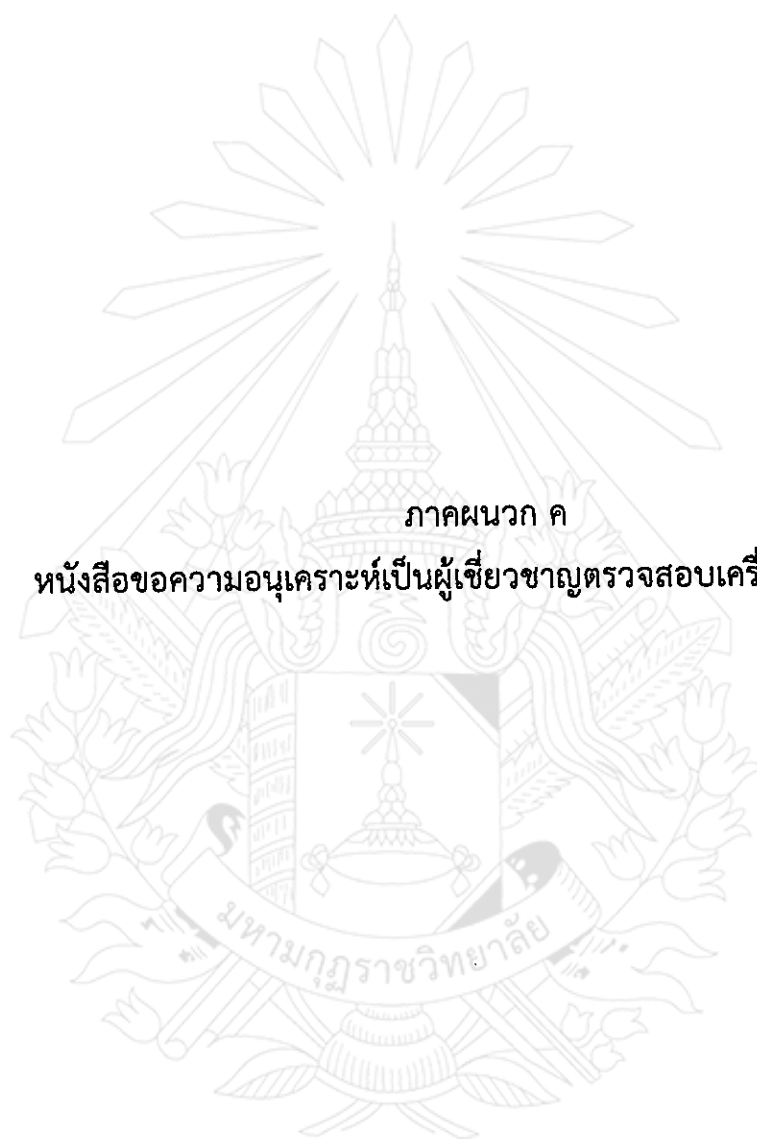 ภาคผนวก ค
หนังสือขอความอนุเคราะห์เป็นผู้เชี่ยวชาญตรวจสอบเครื
มหามกุฏราชวิทยาลัย